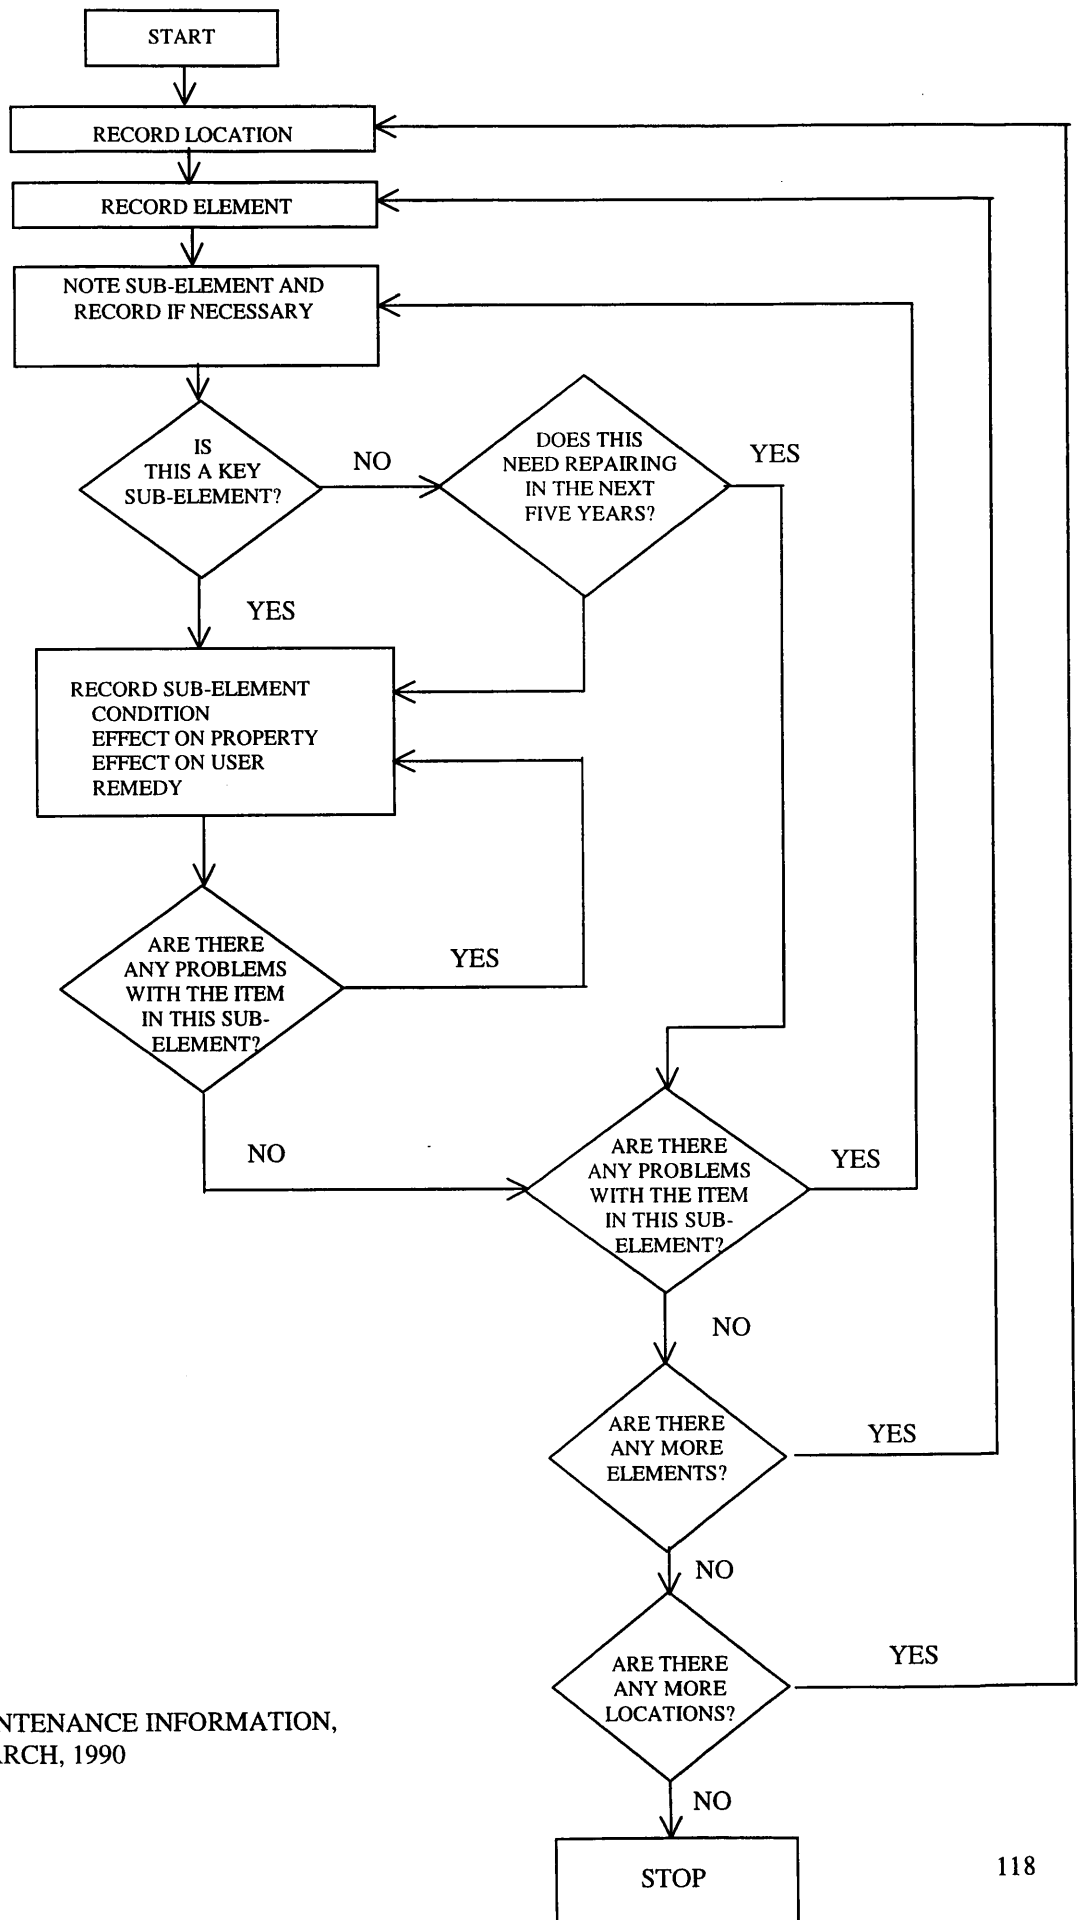 START
RECORD LOCATION
RECORD ELEMENT
NOTE SUB-ELEMENT AND
RECORD IF NECESSARY
IS
THIS A KEY
SUB-ELEMENT?
NO
DOES THIS
NEED REPAIRING
IN THE NEXT
FIVE YEARS?
YES
YES
RECORD SUB-ELEMENT
CONDITION
EFFECT ON PROPERTY
EFFECT ON USER
REMEDY
ARE THERE
ANY PROBLEMS
WITH THE ITEM
IN THIS SUB-
ELEMENT?
YES
NO
ARE THERE
ANY PROBLEMS
WITH THE ITEM
IN THIS SUB-
ELEMENT?
YES
NO
ARE THERE
ANY MORE
ELEMENTS?
YES
NO
ARE THERE
ANY MORE
LOCATIONS?
YES
NTENANCE INFORMATION,
RCH, 1990
NO
STOP
118